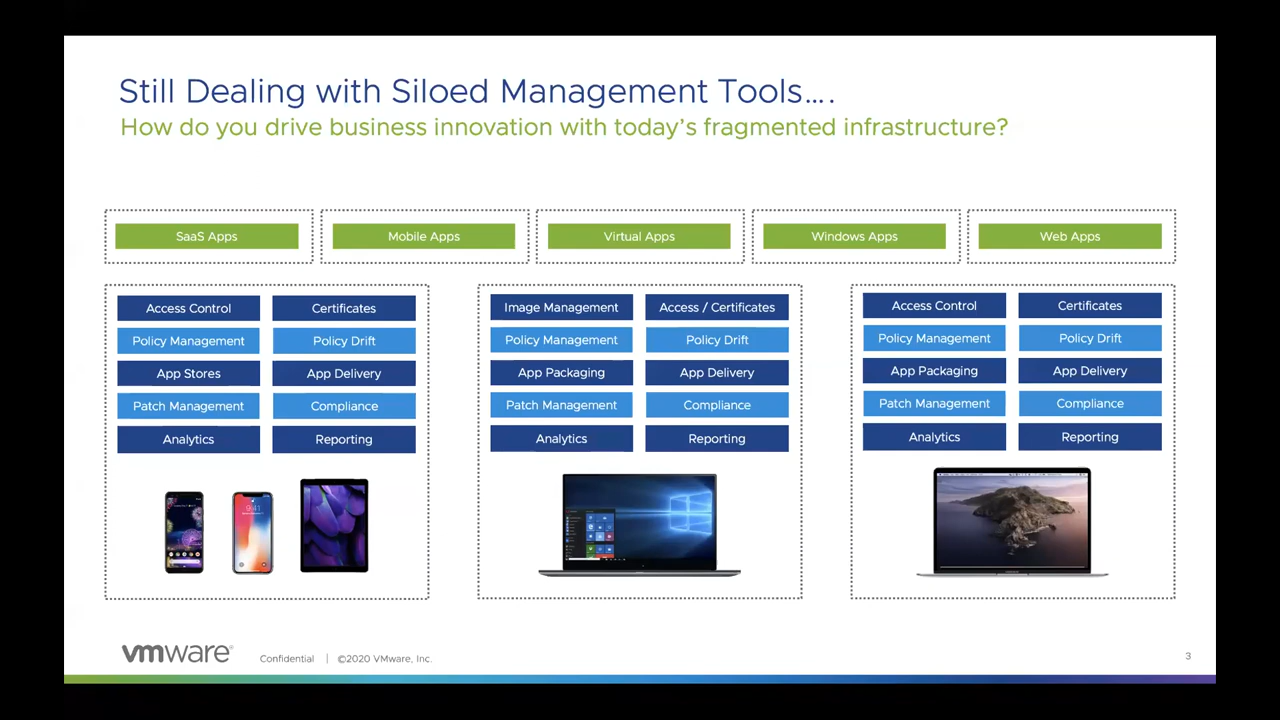 Still Dealing with Siloed Management Tools....
How do you drive business innovation with today's fragmented infrastructure?
SaaS Apps
Mobile Apps
Virtual Apps
Windows Apps
Web Apps
Access Control
Certificates
Policy Management
Policy Drift
App Stores
App Delivery
Patch Management
Compliance
Analytics
Reporting
Image Management
Access / Certificates
Policy Management
Policy Drift
App Packaging
App Delivery
Patch Management
Compliance
Analytics
Reporting
Access Control
Certificates
Policy Management
Policy Drift
App Packaging
App Delivery
Patch Management
Compliance
Analytics
Reporting
9:41
vmware®
Confidential | ©2020 VMware, Inc.
3